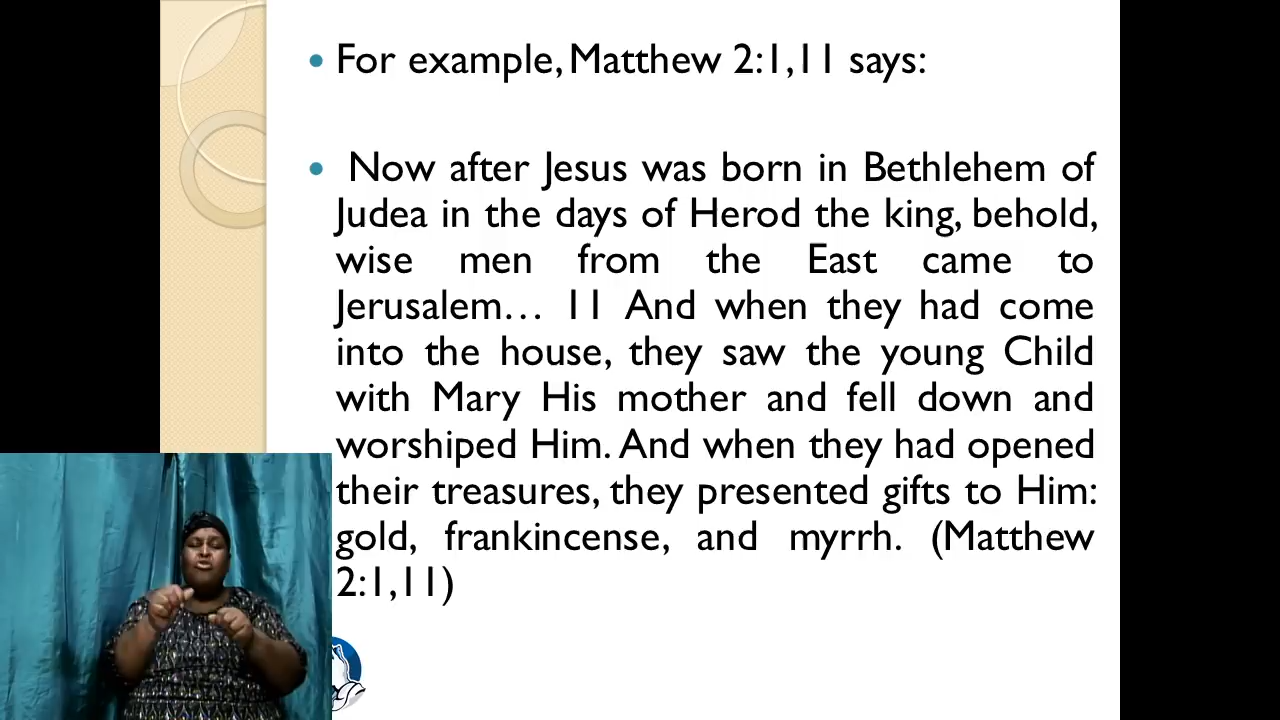 • For example, Matthew 2:1,11 says:
• Now after Jesus was born in Bethlehem of
Judea in the days of Herod the king, behold,
wise men from the East came to
Jerusalem… 11 And when they had come
into the house, they saw the young Child
with Mary His mother and fell down and
worshiped Him. And when they had opened
their treasures, they presented gifts to Him:
gold, frankincense, and myrrh. (Matthew
2:1,11)